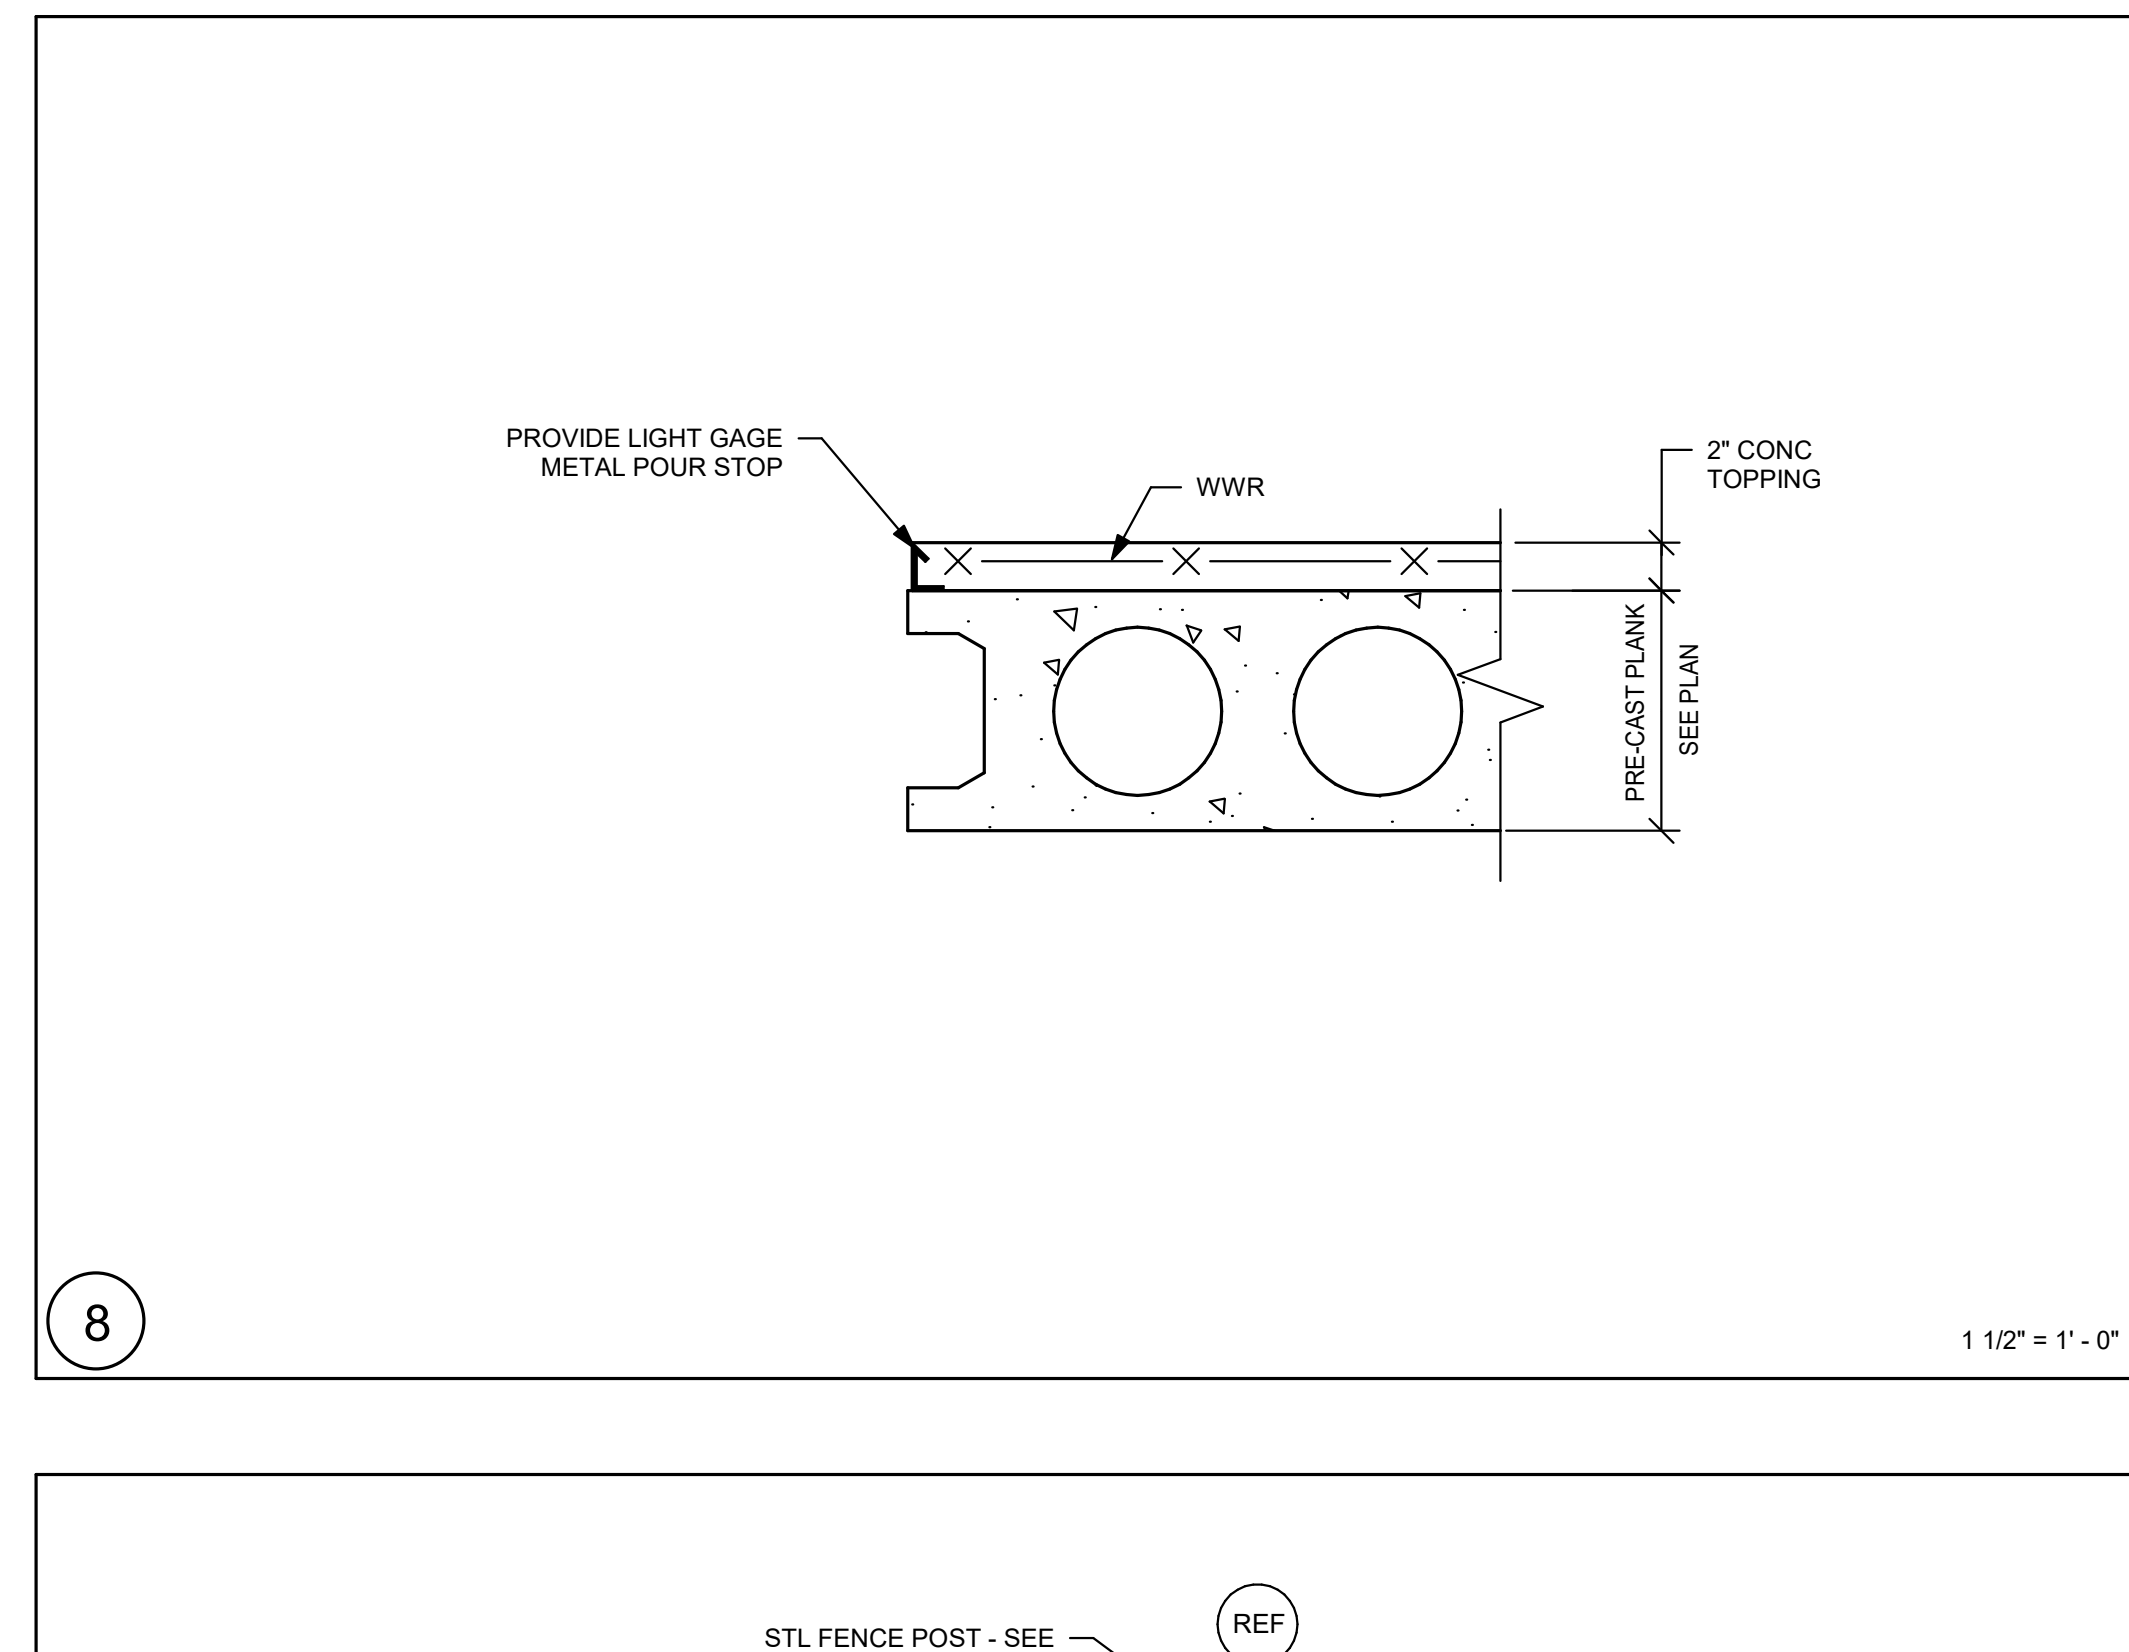 PROVIDE LIGHT GAGE
METAL POUR STOP
WWR
2" CONC
TOPPING
PRE-CAST PLANK
SEE PLAN
8
1 1/2" = 1' - 0"
REF
STL FENCE POST - SEE